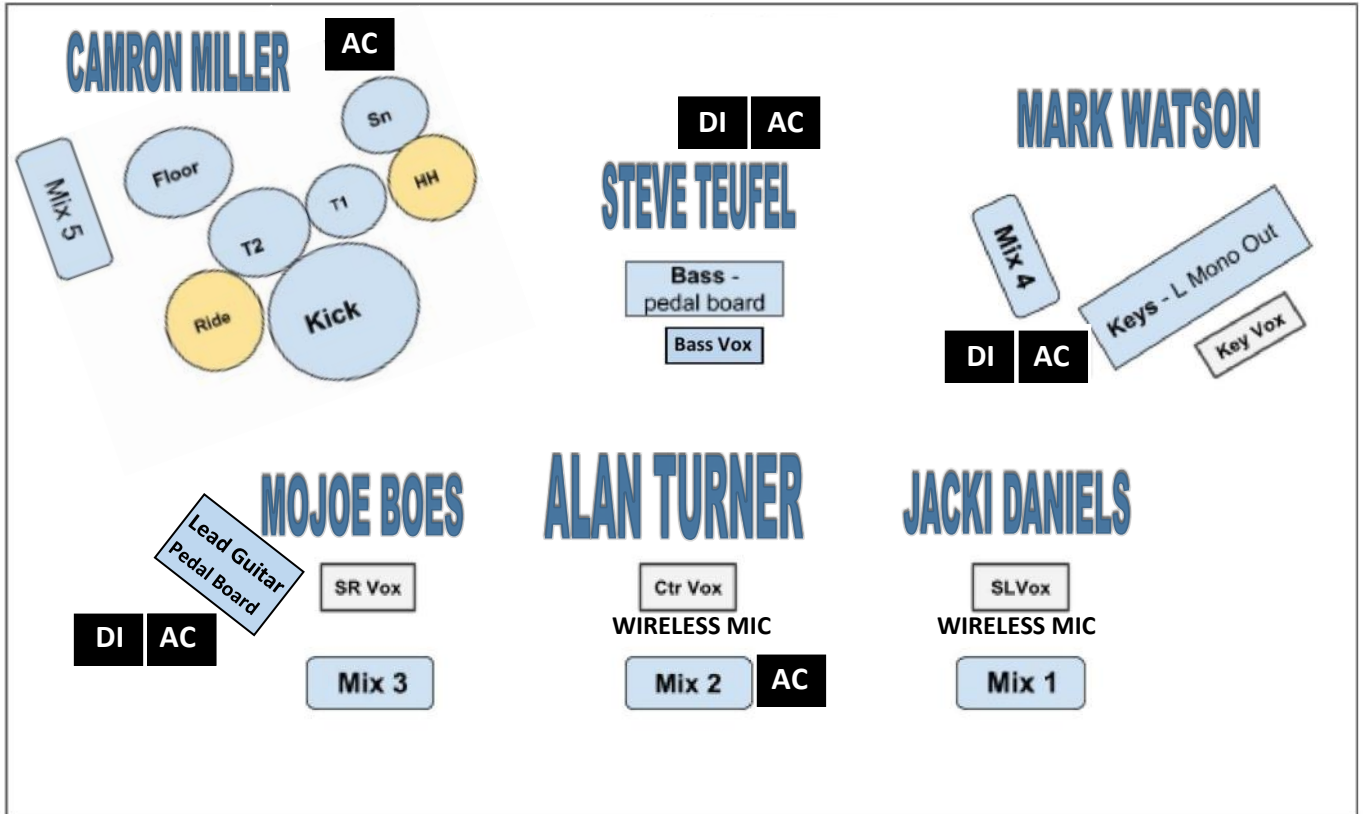 CAMRON MILLER
AC
Sn
HH
T1
Floor
T2
Mix 5
Ride
Kick
DI AC
STEVE TEUFEL
Bass -
pedal board
Bass Vox
MARK WATSON
Mix 4
Keys - L Mono Out
Key Vox
DI AC
MOJOE BOES
Lead Guitar
Pedal Board
DI AC
SR Vox
Mix 3
ALAN TURNER
Ctr Vox
WIRELESS MIC
Mix 2
AC
JACKI DANIELS
SLVox
WIRELESS MIC
Mix 1